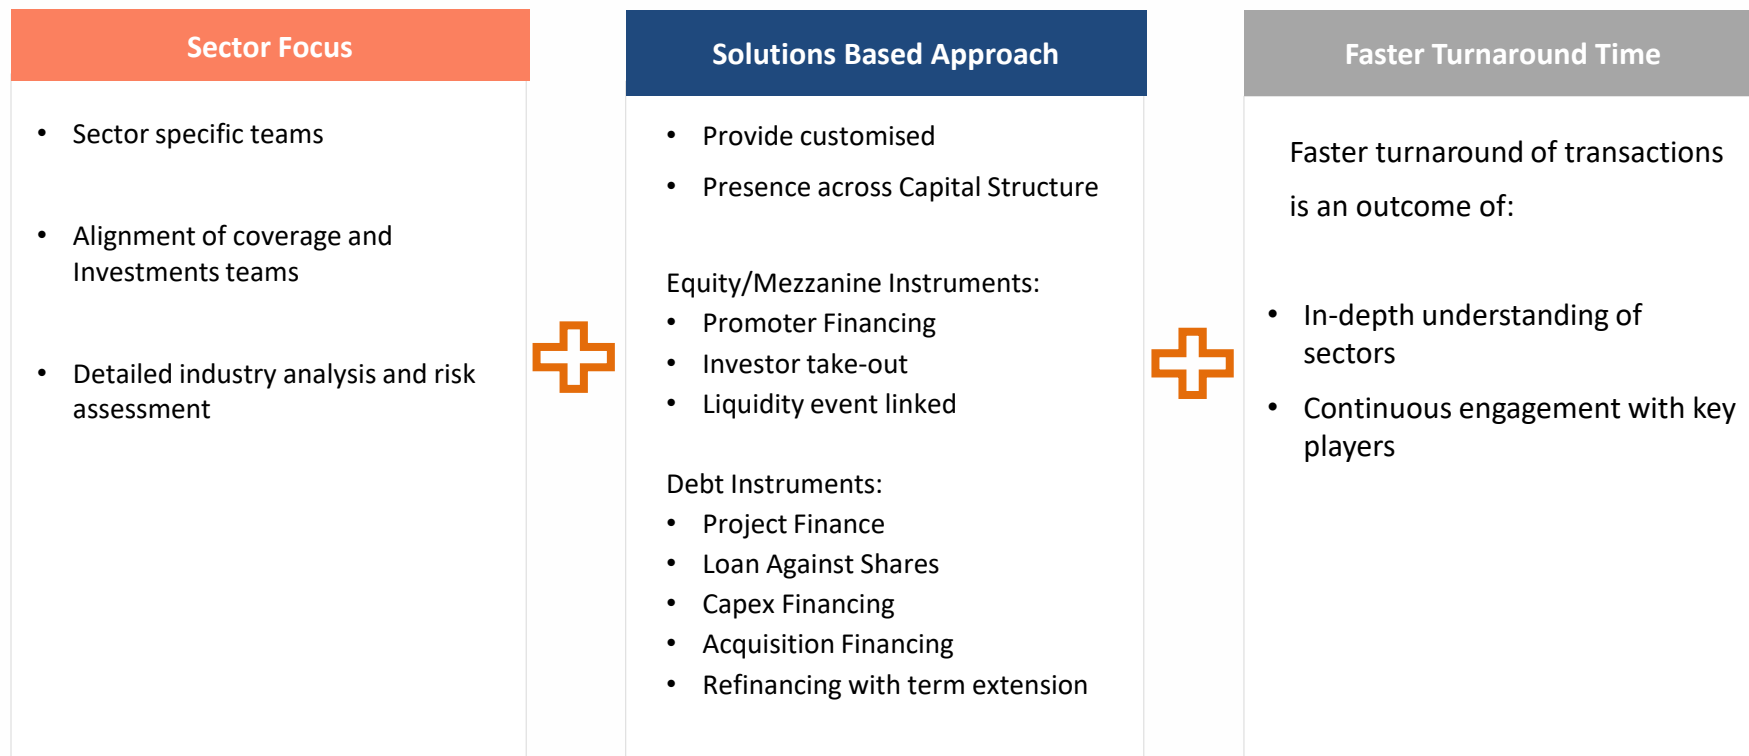 Sector Focus
• Sector specific teams
• Alignment of coverage and
Investments teams
• Detailed industry analysis and risk
assessment
Solutions Based Approach
• Provide customised
• Presence across Capital Structure
Equity/Mezzanine Instruments:
• Promoter Financing
• Investor take-out
• Liquidity event linked
Debt Instruments:
• Project Finance
• Loan Against Shares
• Capex Financing
• Acquisition Financing
• Refinancing with term extension
Faster Turnaround Time
Faster turnaround of transactions
is an outcome of:
• In-depth understanding of
sectors
• Continuous engagement with key
players